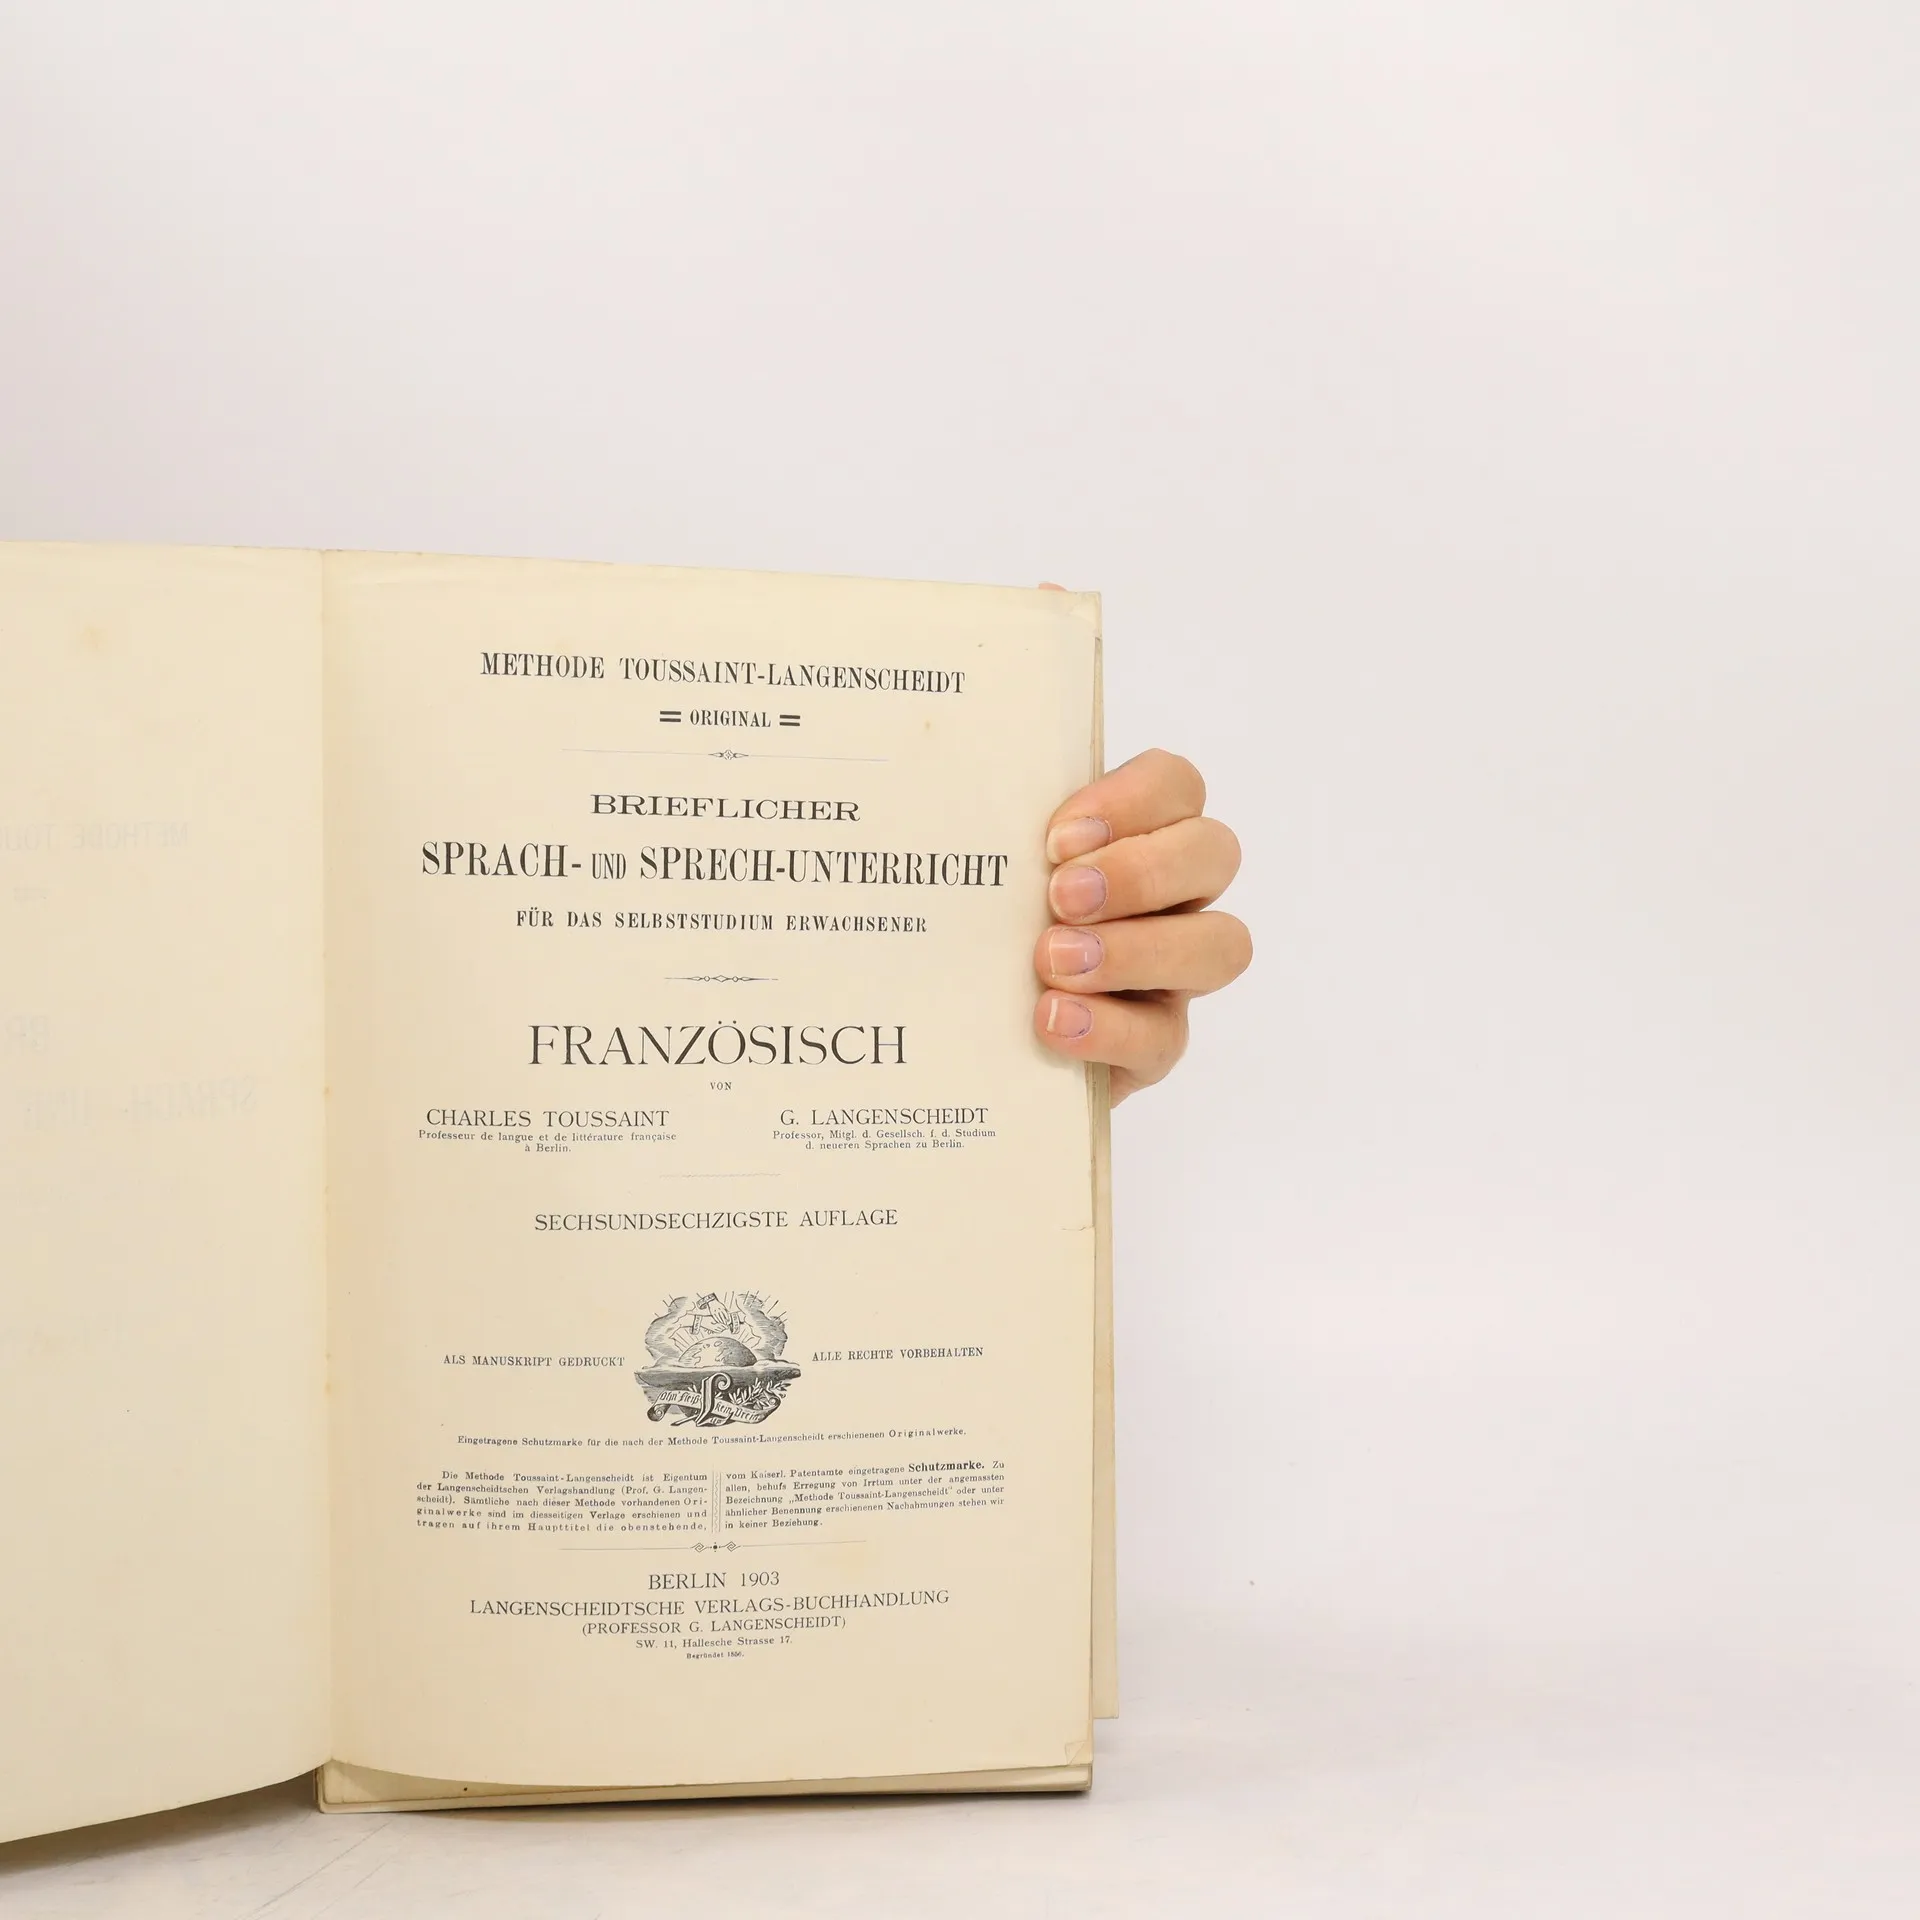 METHODE TOUSSAINT-LANGENSCHEIDT
= ORIGINAL =
BRIEFLICHER
SPRACH- UND SPRECH-UNTERRICHT
FÜR DAS SELBSTSTUDIUM ERWACHSENER
FRANZÖSISCH
VON
CHARLES TOUSSAINT
Professeur de langue et de littérature française
à Berlin.
G. LANGENSCHEIDT
Professor, Mitgl. d. Gesellsch. f. d. Studium
d. neueren Sprachen zu Berlin.
SECHSUNDSECHZIGSTE AUFLAGE
ALS MANUSKRIPT GEDRUCKT
Ohn' Fleiß
L
kein Preis
ALLE RECHTE VORBEHALTEN
Eingetragene Schutzmarke für die nach der Methode Toussaint-Langenscheidt erschienenen Originalwerke.
Die Methode Toussaint-Langenscheidt ist Eigentum
der Langenscheidtschen Verlagshandlung (Prof. G. Langen-
scheidt). Sämtliche nach dieser Methode vorhandenen Ori-
ginalwerke sind im diesseitigen Verlage erschienen und
tragen auf ihrem Haupttitel die obenstehende,
vom Kaiserl. Patentamte eingetragene Schutzmarke. Zu
allen, behufs Erregung von Irrtum unter der angemassten
Bezeichnung „Methode Toussaint-Langenscheidt" oder unter
ähnlicher Benennung erschienenen Nachahmungen stehen wir
in keiner Beziehung.
BERLIN 1903
LANGENSCHEIDTSCHE VERLAGS-BUCHHANDLUNG
(PROFESSOR G. LANGENSCHEIDT)
SW. 11, Hallesche Strasse 17.
Begründet 1856.